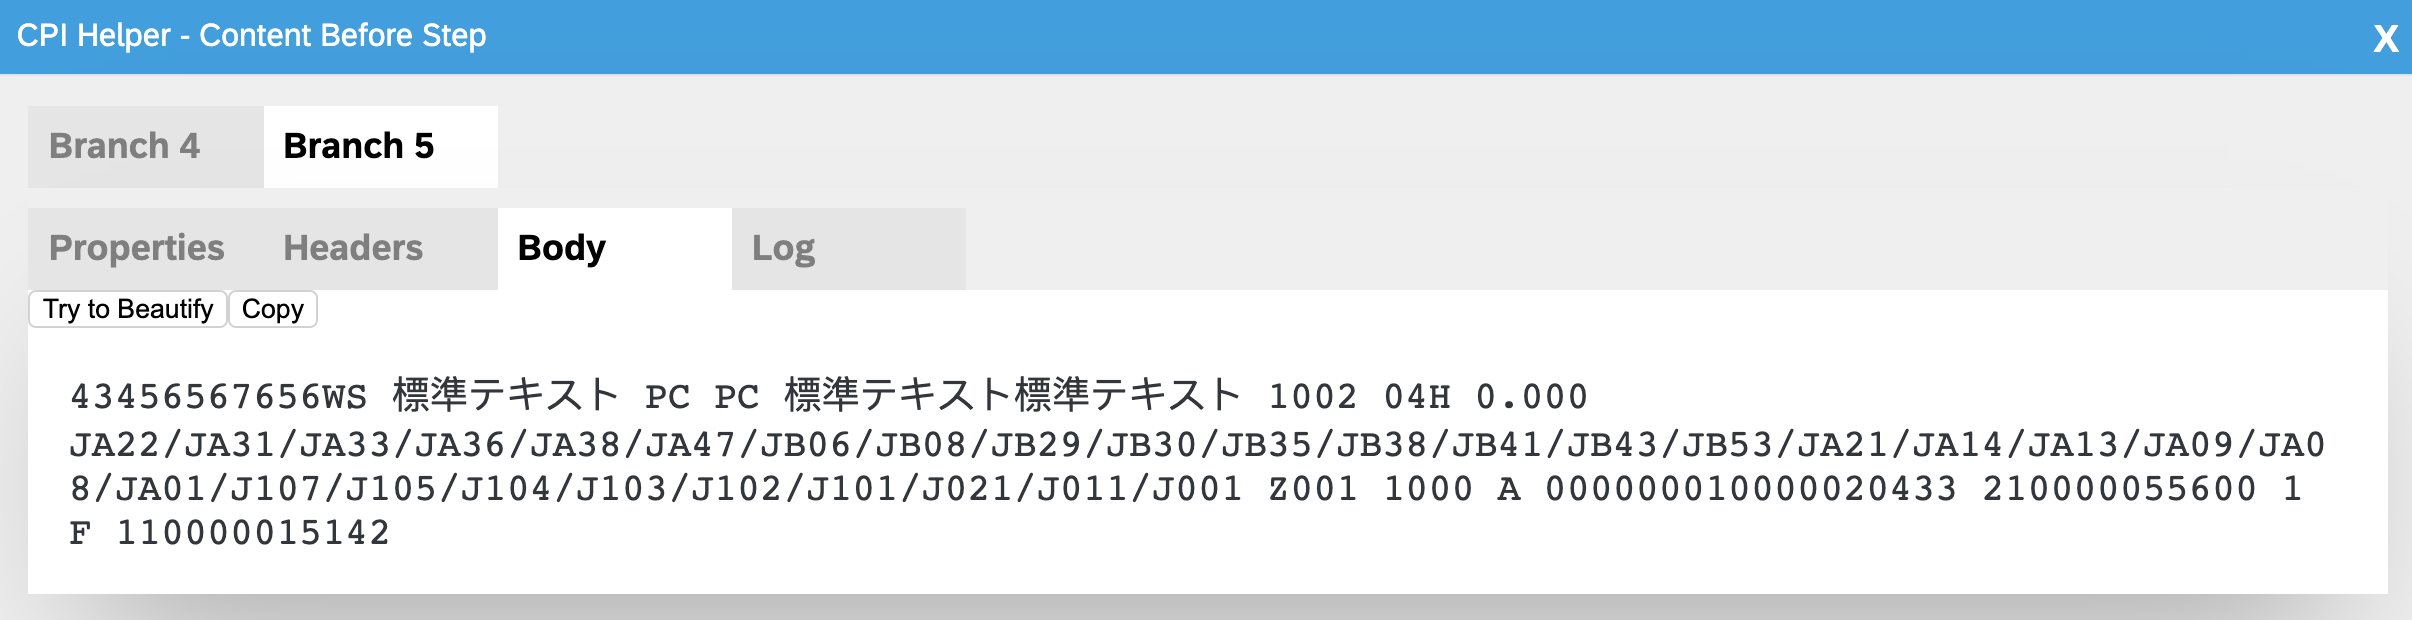 CPI Helper - Content Before Step X
Branch 4 Branch 5
Properties Headers Body Log
Try to Beautify Copy
43456567656WS 標準テキスト PC PC 標準テキスト標準テキスト 1002 04H 0.000
JA22/JA31/JA33/JA36/JA38/JA47/JB06/JB08/JB29/JB30/JB35/JB38/JB41/JB43/JB53/JA21/JA14/JA13/JA09/JA0
8/JA01/J107/J105/J104/J103/J102/J101/J021/J011/J001 Z001 1000 A 000000010000020433 210000055600 1
F 110000015142